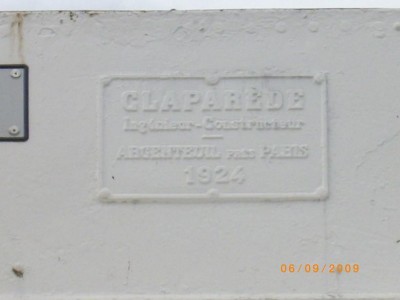 CLAPARÈDE
Ingénieur-Constructeur
ARGENTEUIL PRÈS PARIS
1924
06/09/2009